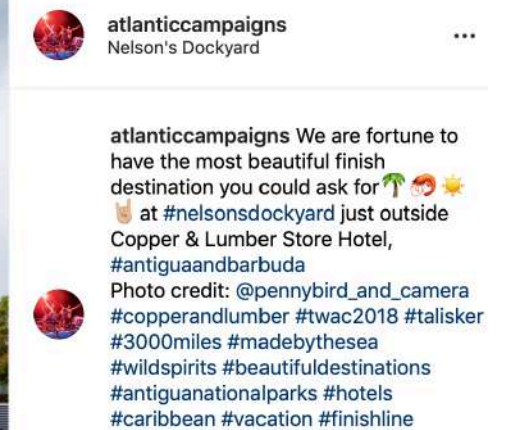 atlanticcampaigns
Nelson's Dockyard
atlanticcampaigns We are fortune to
have the most beautiful finish
destination you could ask for🌴🦐☀️
🤘🏼 at #nelsonsdockyard just outside
Copper & Lumber Store Hotel,
#antiguaandbarbuda
Photo credit: @pennybird_and_camera
#copperandlumber #twac2018 #talisker
#3000miles #madebythesea
#wildspirits #beautifuldestinations
#antiguanationalparks #hotels
#caribbean #vacation #finishline